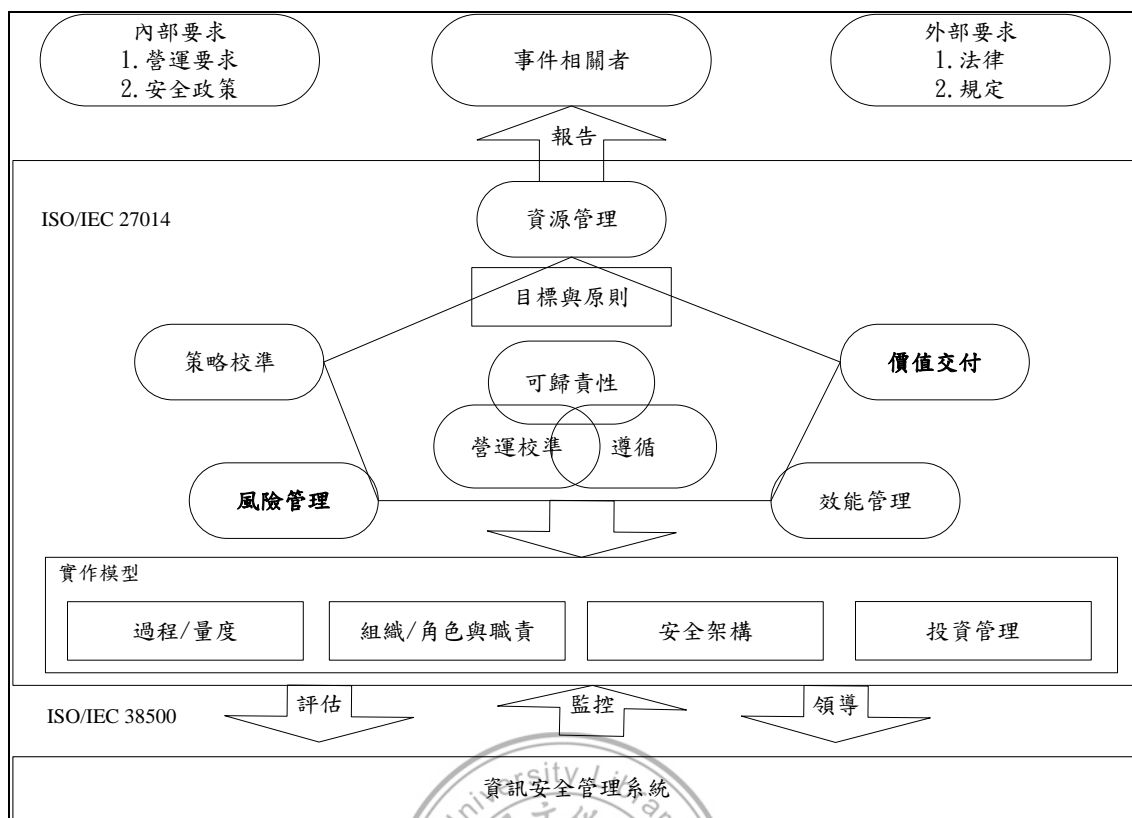 內部要求
1.營運要求
2.安全政策
事件相關者
外部要求
1.法律
2.規定
報告
ISO/IEC 27014
資源管理
目標與原則
策略校準
價值交付
可歸責性
營運校準
遵循
風險管理
效能管理
實作模型
過程/量度
組織/角色與職責
安全架構
投資管理
ISO/IEC 38500
評估
監控
領導
資訊安全管理系統